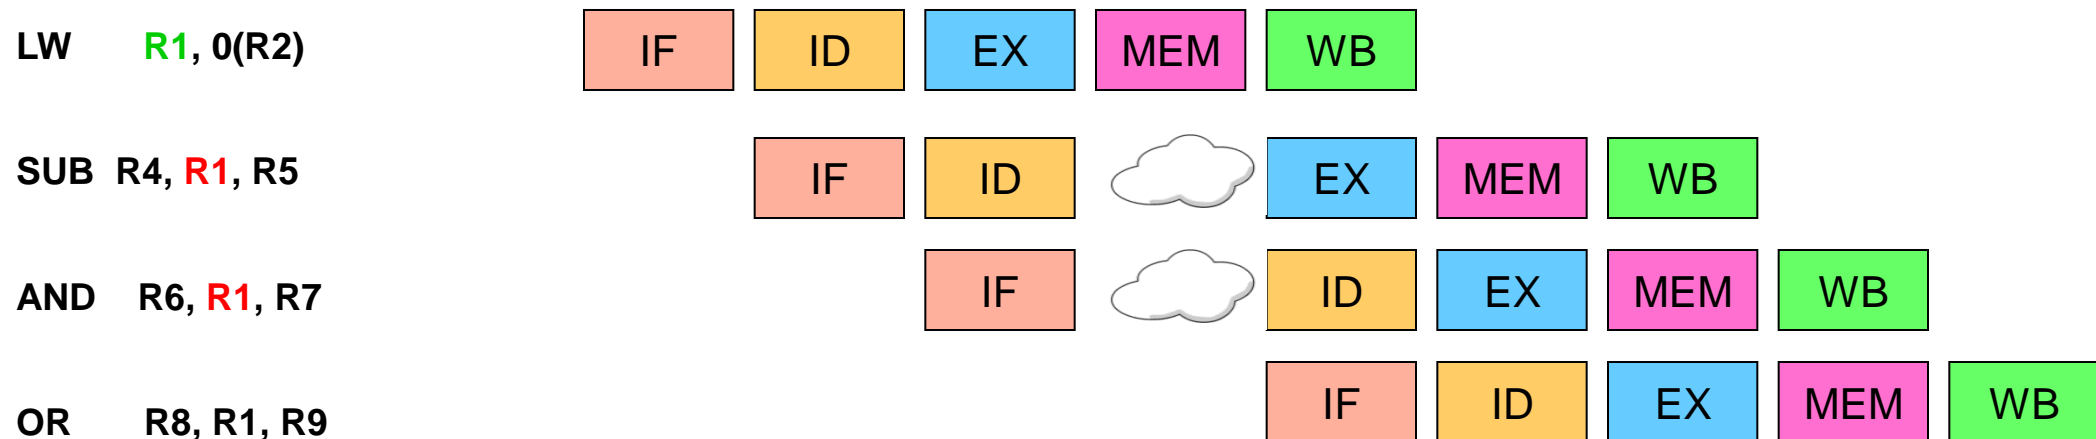 LW R1, 0(R2) IF ID EX MEM WB
SUB R4, R1, R5 IF ID EX MEM WB
AND R6, R1, R7 IF ID EX MEM WB
OR R8, R1, R9 IF ID EX MEM WB